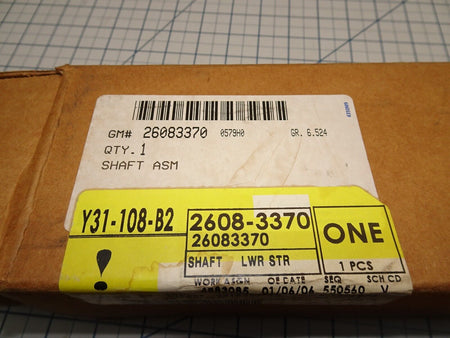 GM# 26083370 0579H0 GR. 6.524
QTY. 1
SHAFT ASM
Y31-108-B2
2608-3370
26083370
ONE
SHAFT LWR STR
1 PCS
WORK ASGN OE DATE SEQ SCH CD
01/06/06 550560 V